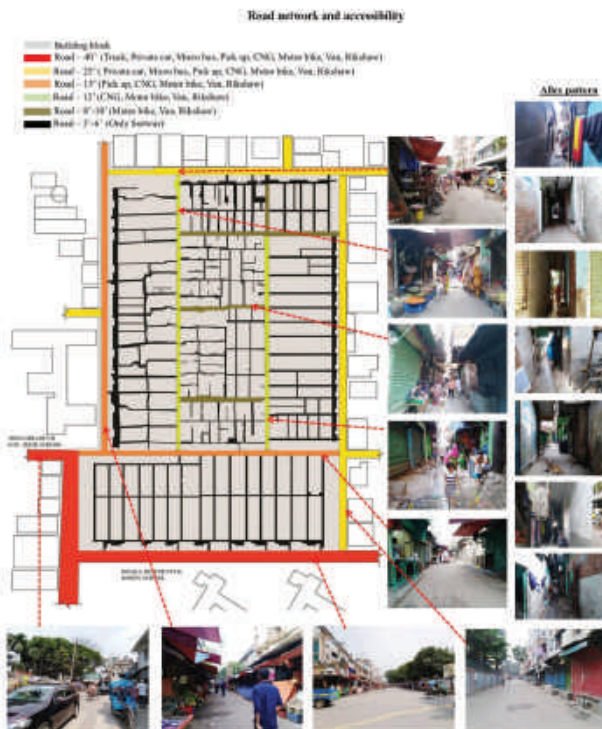 Road network and accessibility
Building block
Road – 40' (Truck, Private car, Micro bus, Pick up, CNG, Motor bike, Van, Rikshaw)
Road – 25' (Private car, Micro bus, Pick up, CNG, Motor bike, Van, Rikshaw)
Road – 15' (Pick up, CNG, Motor bike, Van, Rikshaw)
Road – 12' (CNG, Motor bike, Van, Rikshaw)
Road – 8'-10' (Motor bike, Van, Rikshaw)
Road – 3'-6' (Only
Alley pattern